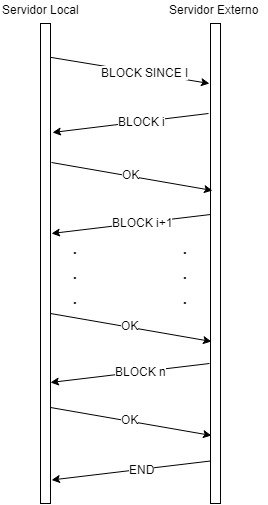 Servidor Local
Servidor Externo
BLOCK SINCE I
BLOCK i
OK
BLOCK i+1
OK
BLOCK n
OK
END